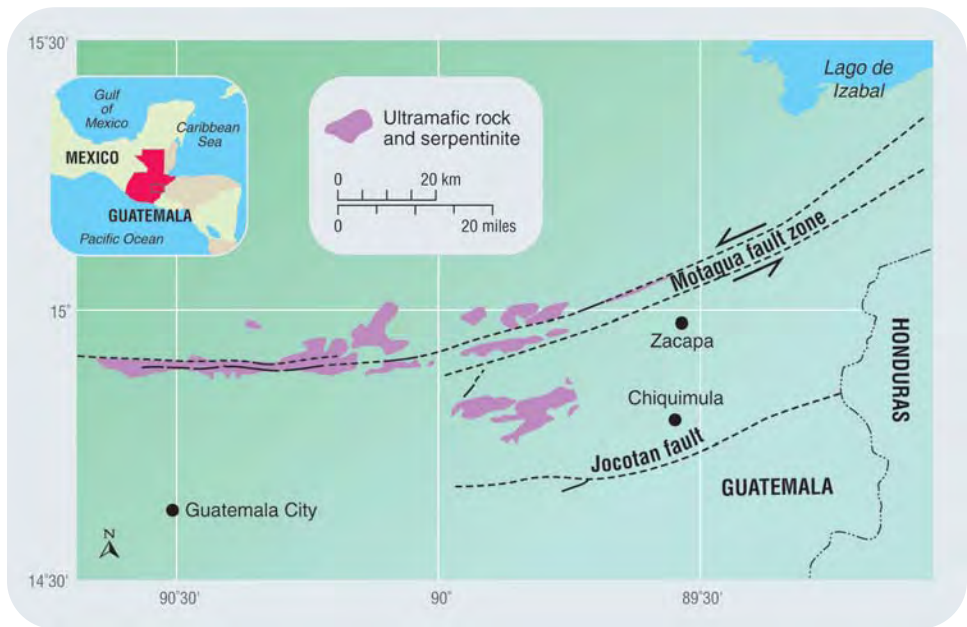 15˚30'
Lago de
Izabal
Gulf
of
Mexico
Caribbean
Sea
MEXICO
GUATEMALA
Pacific Ocean
Ultramafic rock
and serpentinite
0 20 km
0 20 miles
Motaqua fault zone
15˚
Zacapa
HONDURAS
Chiquimula
Jocotan fault
GUATEMALA
Guatemala City
N
14˚30'
90˚30' 90˚ 89˚30'